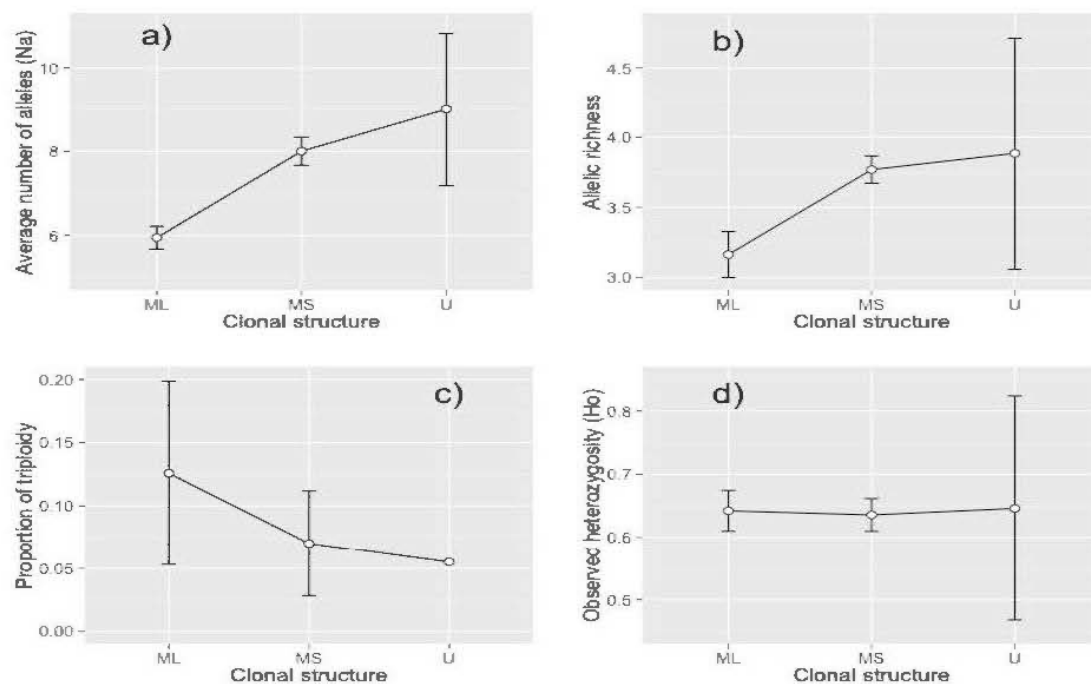 a)
Average number of alleles (Na)
10
8
6
ML MS U
Clonal structure
b)
Allelic richness
4.5
4.0
3.5
3.0
ML MS U
Clonal structure
c)
Proportion of triploidy
0.20
0.15
0.10
0.05
0.00
ML MS U
Clonal structure
d)
Observed heterozygosity (Ho)
0.8
0.7
0.6
0.5
ML MS U
Clonal structure